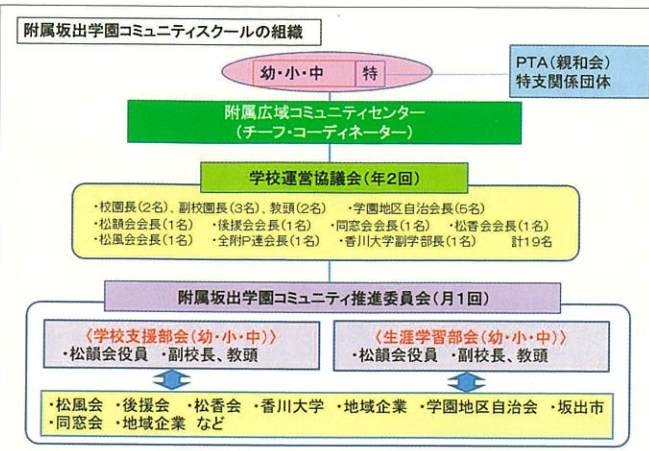 附属坂出学園コミュニティスクールの組織
幼・小・中 特
PTA(親和会)
特支関係団体
附属広域コミュニティセンター
(チーフ・コーディネーター)
学校運営協議会(年2回)
・校園長(2名)、副校園長(3名)、教頭(2名) ・学園地区自治会長(5名)
・松韻会会長(1名) ・後援会会長(1名) ・同窓会会長(1名) ・松香会会長(1名)
・松風会会長(1名) ・全附P連会長(1名) ・香川大学副学部長(1名) 計19名
附属坂出学園コミュニティ推進委員会(月1回)
〈学校支援部会(幼・小・中)〉
・松韻会役員 ・副校長、教頭
〈生涯学習部会(幼・小・中)〉
・松韻会役員 ・副校長、教頭
・松風会 ・後援会 ・松香会 ・香川大学 ・地域企業 ・学園地区自治会 ・坂出市
・同窓会 ・地域企業 など